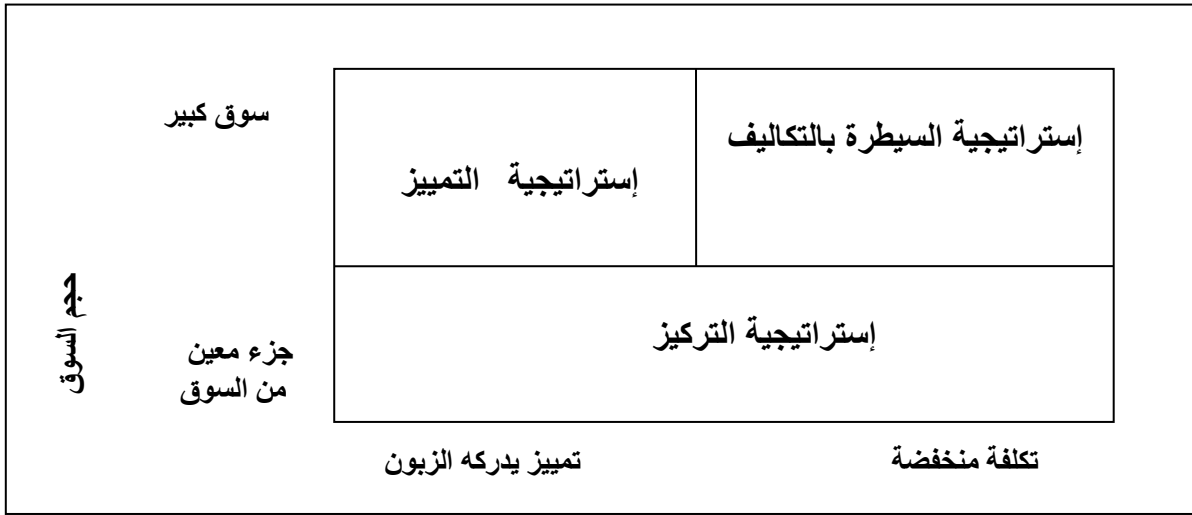 سوق كبير
إستراتيجية السيطرة بالتكاليف
إستراتيجية التمييز
حجم السوق
إستراتيجية التركيز
جزء معين
من السوق
تكلفة منخفضة
تمييز يدركه الزبون